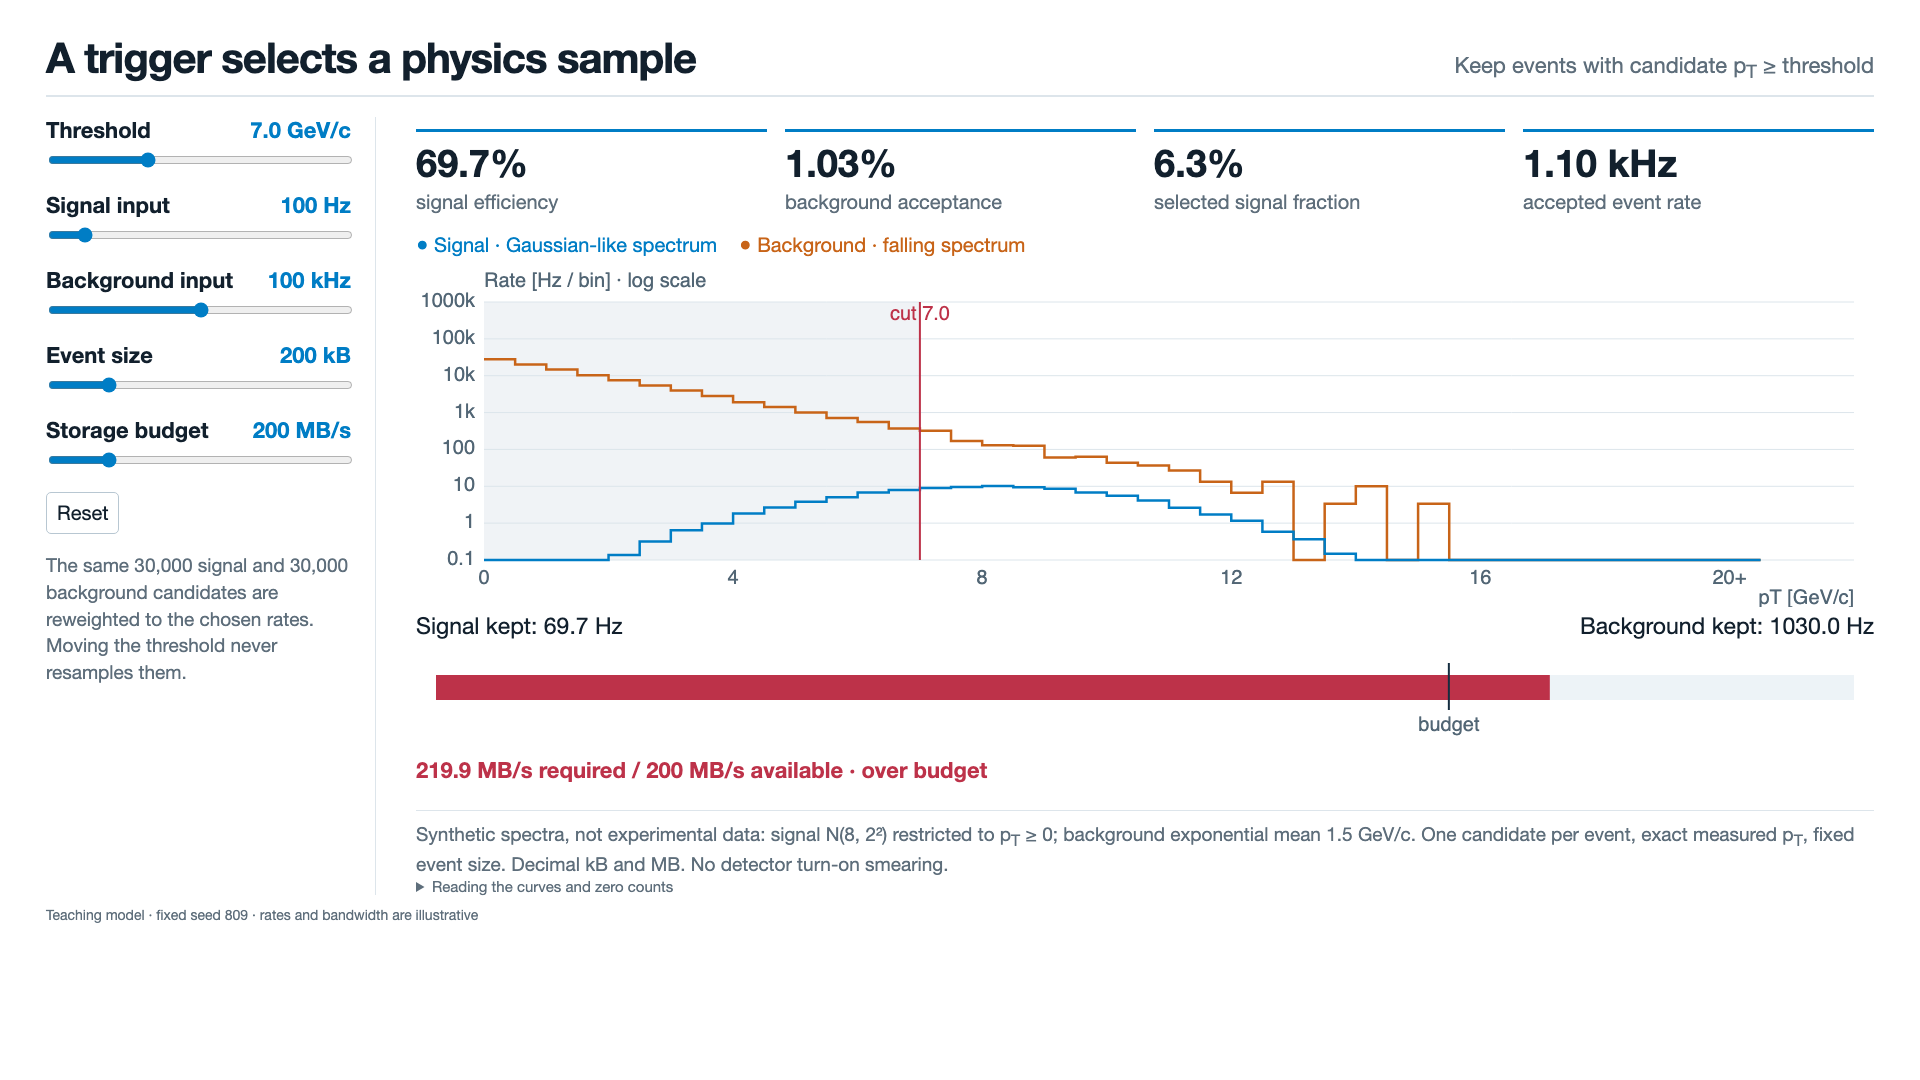 A trigger selects a physics sample
Keep events with candidate pT ≥ threshold
Threshold 7.0 GeV/c
Signal input 100 Hz
Background input 100 kHz
Event size 200 kB
Storage budget 200 MB/s
Reset
The same 30,000 signal and 30,000
background candidates are
reweighted to the chosen rates.
Moving the threshold never
resamples them.
69.7%
signal efficiency
1.03%
background acceptance
6.3%
selected signal fraction
1.10 kHz
accepted event rate
Signal · Gaussian-like spectrum
Background · falling spectrum
Rate [Hz / bin] · log scale
1000k
100k
10k
1k
100
10
1
0.1
cut 7.0
0 4 8 12 16 20+
pT [GeV/c]
Signal kept: 69.7 Hz
Background kept: 1030.0 Hz
budget
219.9 MB/s required / 200 MB/s available · over budget
Synthetic spectra, not experimental data: signal N(8, 2²) restricted to pT ≥ 0; background exponential mean 1.5 GeV/c. One candidate per event, exact measured pT, fixed
event size. Decimal kB and MB. No detector turn-on smearing.
▶ Reading the curves and zero counts
Teaching model · fixed seed 809 · rates and bandwidth are illustrative